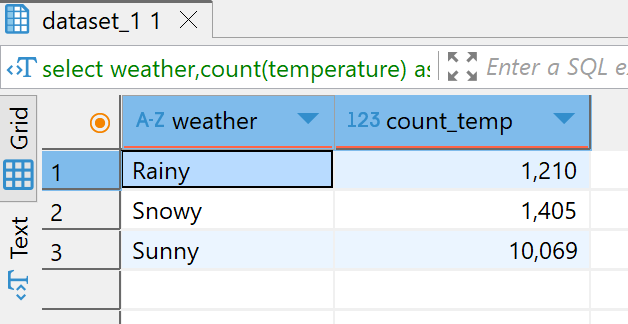 dataset_1 1
select weather,count(temperature) as
Enter a SQL
Grid
Text
A-Z weather 123 count_temp
1 Rainy 1,210
2 Snowy 1,405
3 Sunny 10,069
T